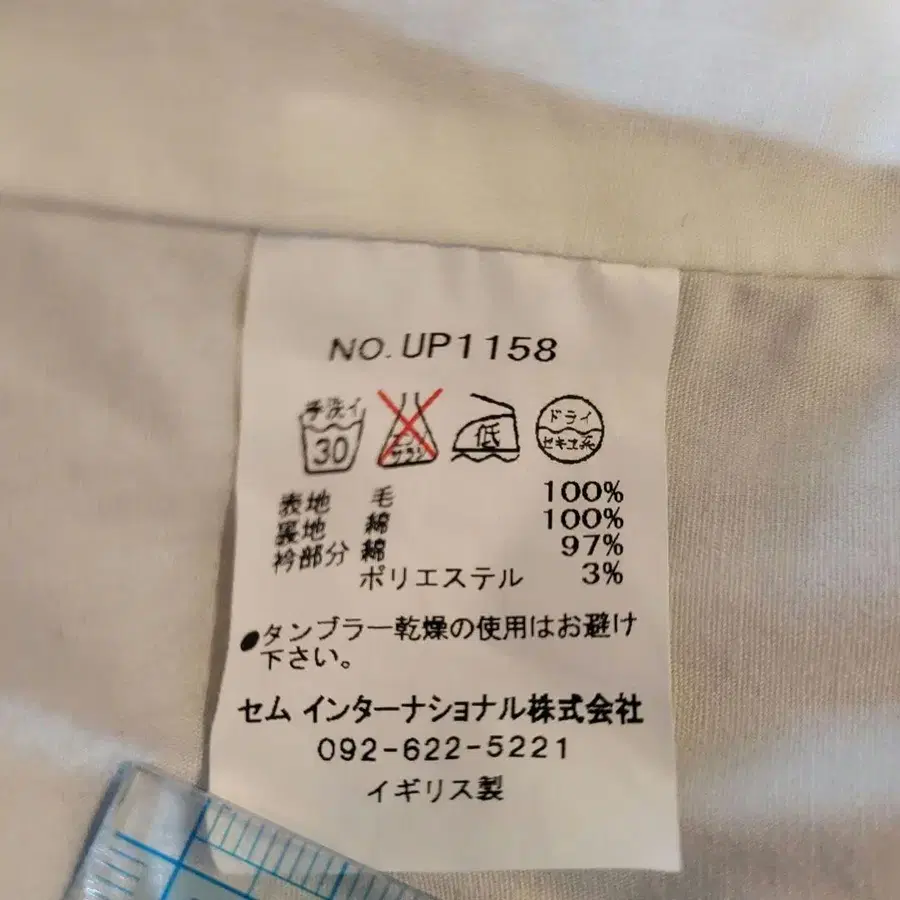 NO. UP1158
手洗イ
30
エンソ
サラシ
低
ドライ
セキユ系
表地 毛 100%
裏地 綿 100%
衿部分 綿 97%
ポリエステル 3%
●タンブラー乾燥の使用はお避け
下さい。
セム インターナショナル株式会社
092-622-5221
イギリス製